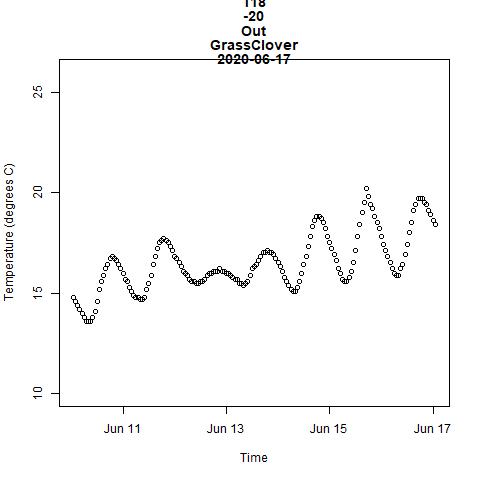 T18
-20
Out
GrassClover
2020-06-17
25
20
15
10
Temperature (degrees C)
Jun 11
Jun 13
Jun 15
Jun 17
Time